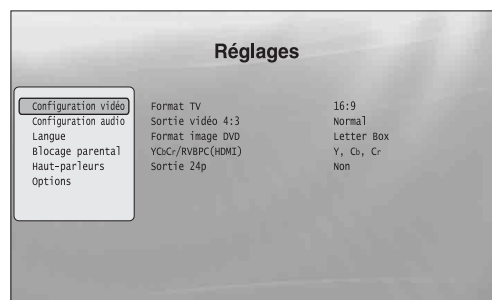 Réglages
Configuration vidéo
Configuration audio
Langue
Blocage parental
Haut-parleurs
Options
Format TV 16:9
Sortie vidéo 4:3 Normal
Format image DVD Letter Box
YCbCr/RVBPC(HDMI) Y, Cb, Cr
Sortie 24p Non